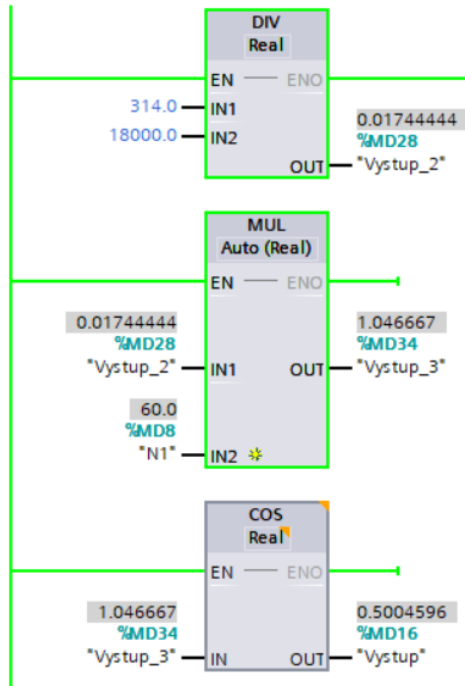 DIV
Real
EN ENO
314.0 IN1
18000.0 IN2
0.01744444
%MD28
OUT "Vystup_2"
MUL
Auto (Real)
EN ENO
0.01744444 1.046667
%MD28 %MD34
"Vystup_2" IN1 OUT "Vystup_3"
60.0
%MD8
"N1" IN2
COS
Real
EN ENO
1.046667 0.5004596
%MD34 %MD16
"Vystup_3" IN OUT "Vystup"